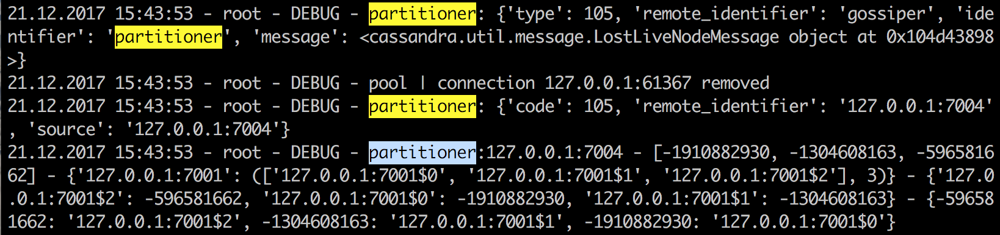 21.12.2017 15:43:53 - root - DEBUG - partitioner: {'type': 105, 'remote_identifier': 'gossiper', 'ide
ntifier': 'partitioner', 'message': <cassandra.util.message.LostLiveNodeMessage object at 0x104d43898
>}
21.12.2017 15:43:53 - root - DEBUG - pool | connection 127.0.0.1:61367 removed
21.12.2017 15:43:53 - root - DEBUG - partitioner: {'code': 105, 'remote_identifier': '127.0.0.1:7004'
, 'source': '127.0.0.1:7004'}
21.12.2017 15:43:53 - root - DEBUG - partitioner:127.0.0.1:7004 - [-1910882930, -1304608163, -5965816
62] - {'127.0.0.1:7001': (['127.0.0.1:7001$0', '127.0.0.1:7001$1', '127.0.0.1:7001$2'], 3)} - {'127.0
.0.1:7001$2': -596581662, '127.0.0.1:7001$0': -1910882930, '127.0.0.1:7001$1': -1304608163} - {-59658
1662: '127.0.0.1:7001$2', -1304608163: '127.0.0.1:7001$1', -1910882930: '127.0.0.1:7001$0'}